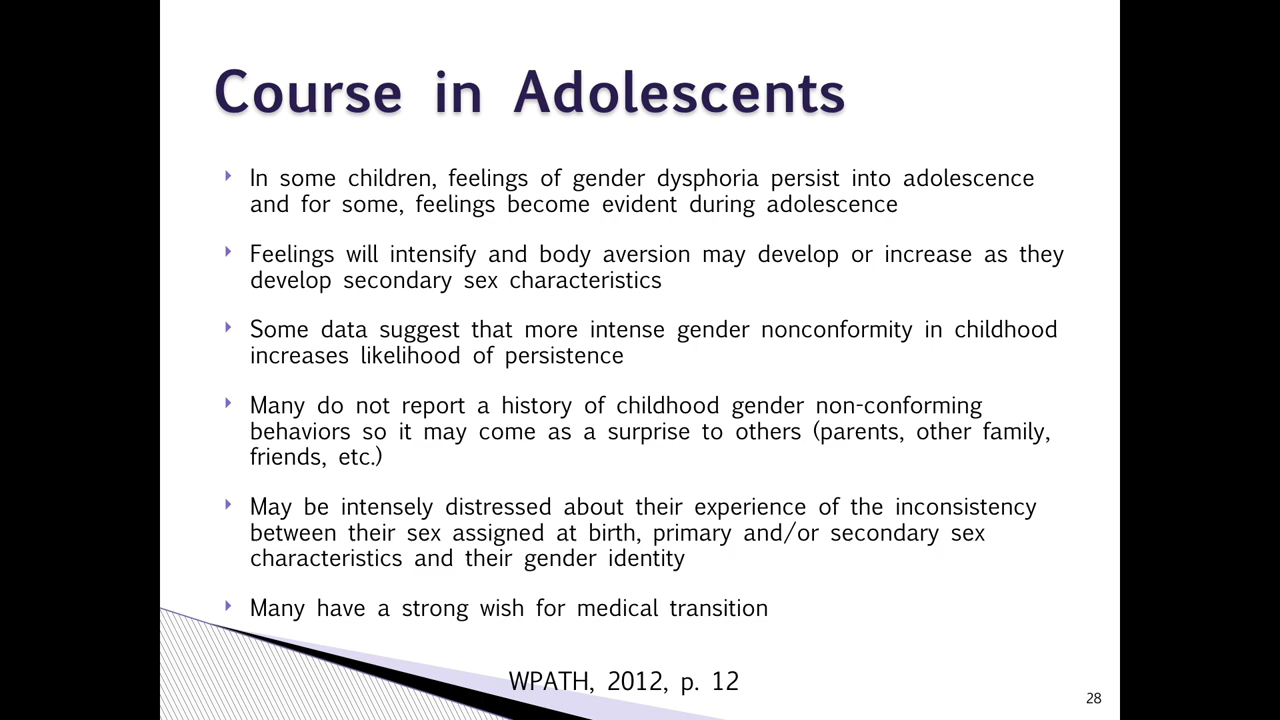 Course in Adolescents
In some children, feelings of gender dysphoria persist into adolescence
and for some, feelings become evident during adolescence
Feelings will intensify and body aversion may develop or increase as they
develop secondary sex characteristics
Some data suggest that more intense gender nonconformity in childhood
increases likelihood of persistence
Many do not report a history of childhood gender non-conforming
behaviors so it may come as a surprise to others (parents, other family,
friends, etc.)
May be intensely distressed about their experience of the inconsistency
between their sex assigned at birth, primary and/or secondary sex
characteristics and their gender identity
Many have a strong wish for medical transition
WPATH, 2012, p. 12
28